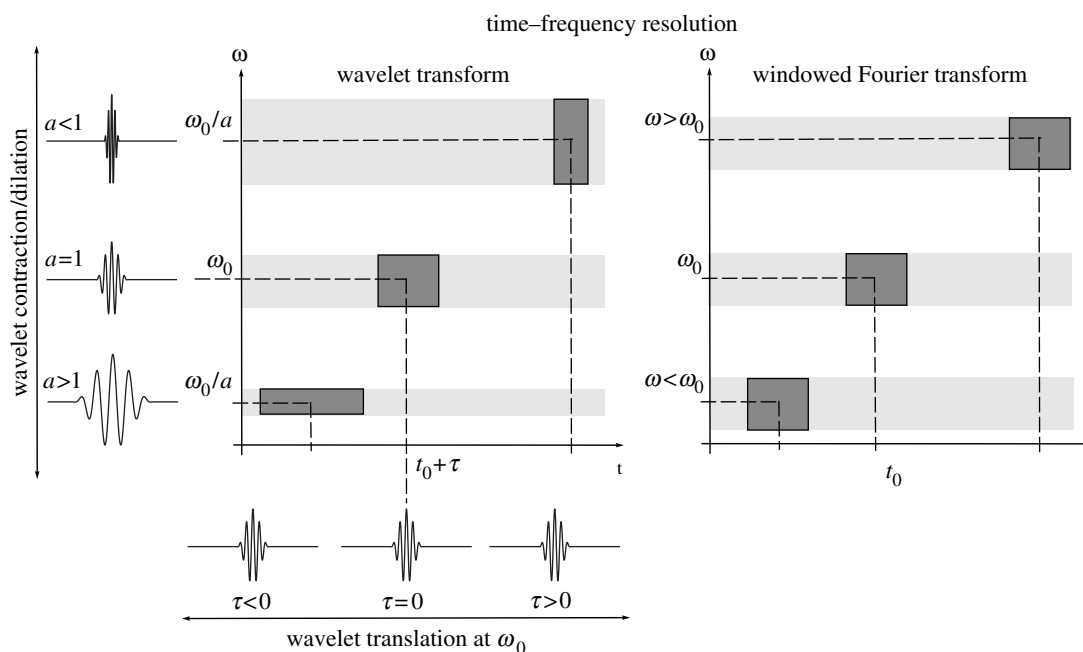 time–frequency resolution
wavelet transform
windowed Fourier transform
ω
ω
wavelet contraction/dilation
a<1
ω₀/a
ω>ω₀
a=1
ω₀
ω₀
a>1
ω₀/a
ω<ω₀
t₀+τ
t
t₀
τ<0
τ=0
τ>0
wavelet translation at ω₀